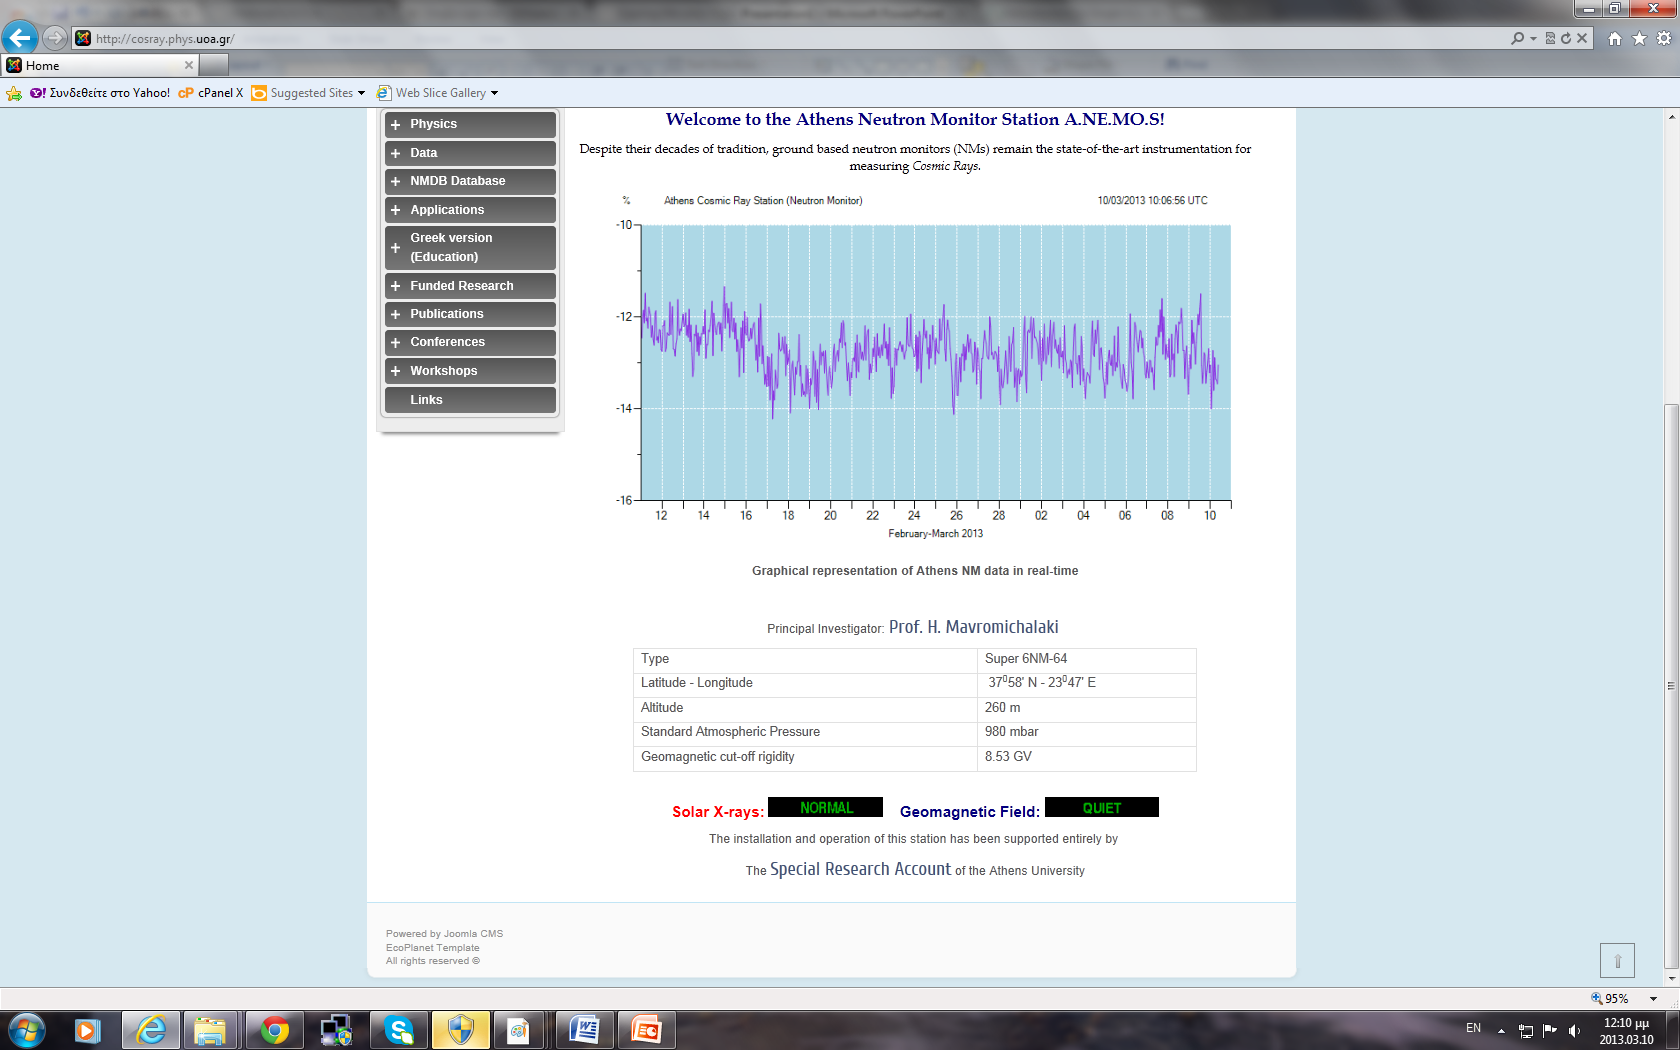 http://cosray.phys.uoa.gr/
Home
Συνδεθείτε στο Yahoo!
cP cPanel X
Suggested Sites
Web Slice Gallery
Physics
Data
NMDB Database
Applications
Greek version
(Education)
Funded Research
Publications
Conferences
Workshops
Links
Welcome to the Athens Neutron Monitor Station A.NE.MO.S!
Despite their decades of tradition, ground based neutron monitors (NMs) remain the state-of-the-art instrumentation for
measuring Cosmic Rays.
% Athens Cosmic Ray Station (Neutron Monitor) 10/03/2013 10:06:56 UTC
-10
-12
-14
-16
12 14 16 18 20 22 24 26 28 02 04 06 08 10
February-March 2013
Graphical representation of Athens NM data in real-time
Principal Investigator: Prof. H. Mavromichalaki
Type Super 6NM-64
Latitude - Longitude 37⁰58' N - 23⁰47' E
Altitude 260 m
Standard Atmospheric Pressure 980 mbar
Geomagnetic cut-off rigidity 8.53 GV
Solar X-rays: NORMAL Geomagnetic Field: QUIET
The installation and operation of this station has been supported entirely by
The Special Research Account of the Athens University
Powered by Joomla CMS
EcoPlanet Template
All rights reserved ©
95%
EN
12:10 μμ
2013.03.10